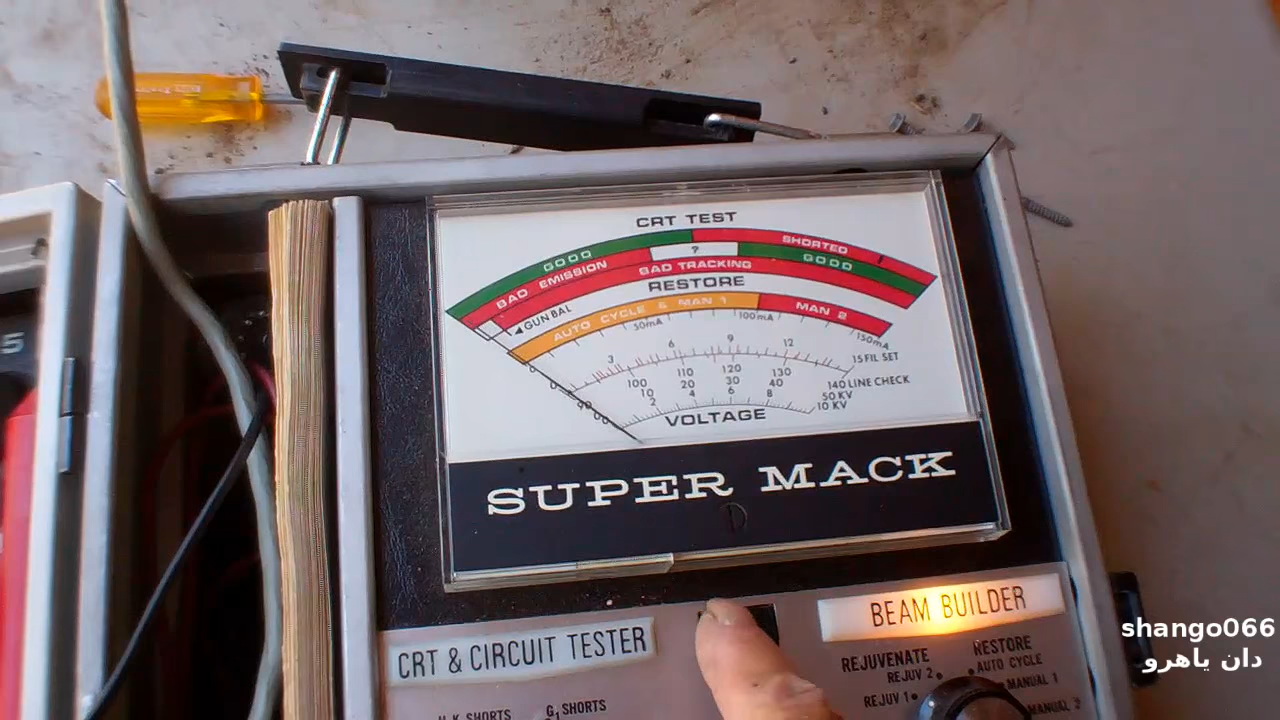 CRT TEST
GOOD
SHORTED
?
GOOD
BAD EMISSION
BAD TRACKING
RESTORE
◢GUN BAL
AUTO CYCLE & MAN 1
MAN 2
50mA
100mA
150mA
3 6 9 12 15 FIL SET
100 110 120 130 140 LINE CHECK
10 20 30 40 50 KV
2 4 6 8 10 KV
VOLTAGE
SUPER MACK
CRT & CIRCUIT TESTER
BEAM BUILDER
H-K SHORTS
G1 SHORTS
REJUVENATE
REJUV 2
REJUV 1
RESTORE
AUTO CYCLE
MANUAL 1
MANUAL 2
5
shango066
دان ياهرو